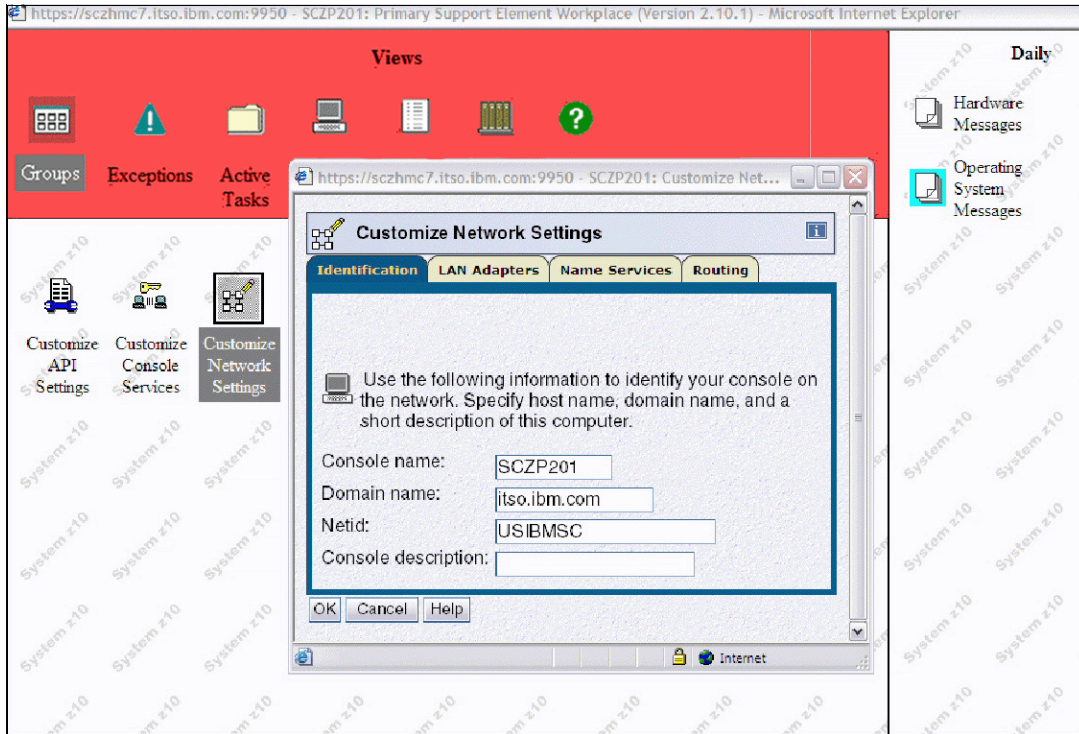 https://sczhmc7.itso.ibm.com:9950 - SCZP201: Primary Support Element Workplace (Version 2.10.1) - Microsoft Internet Explorer
Views
Groups
Exceptions
Active
Tasks
Daily
Hardware
Messages
Operating
System
Messages
Customize
API
Settings
Customize
Console
Services
Customize
Network
Settings
https://sczhmc7.itso.ibm.com:9950 - SCZP201: Customize Net...
Customize Network Settings
Identification LAN Adapters Name Services Routing
Use the following information to identify your console on
the network. Specify host name, domain name, and a
short description of this computer.
Console name: SCZP201
Domain name: itso.ibm.com
Netid: USIBMSC
Console description:
OK Cancel Help
Internet
System z10